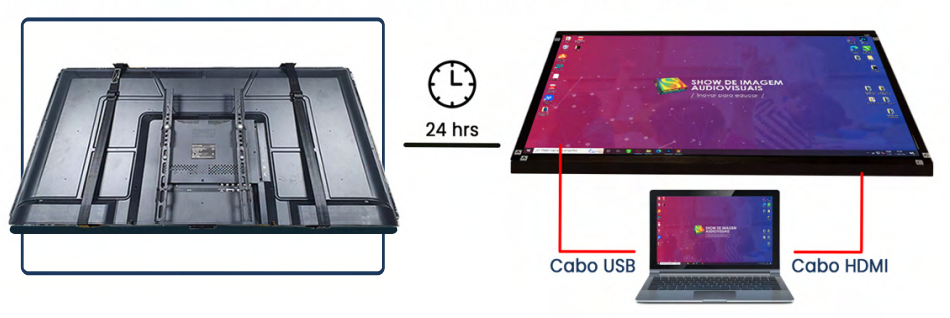 24 hrs
SHOW DE IMAGEM
AUDIOVISUAIS
/ Inovar para educar /
SHOW DE IMAGEM
AUDIOVISUAIS
Cabo USB
Cabo HDMI